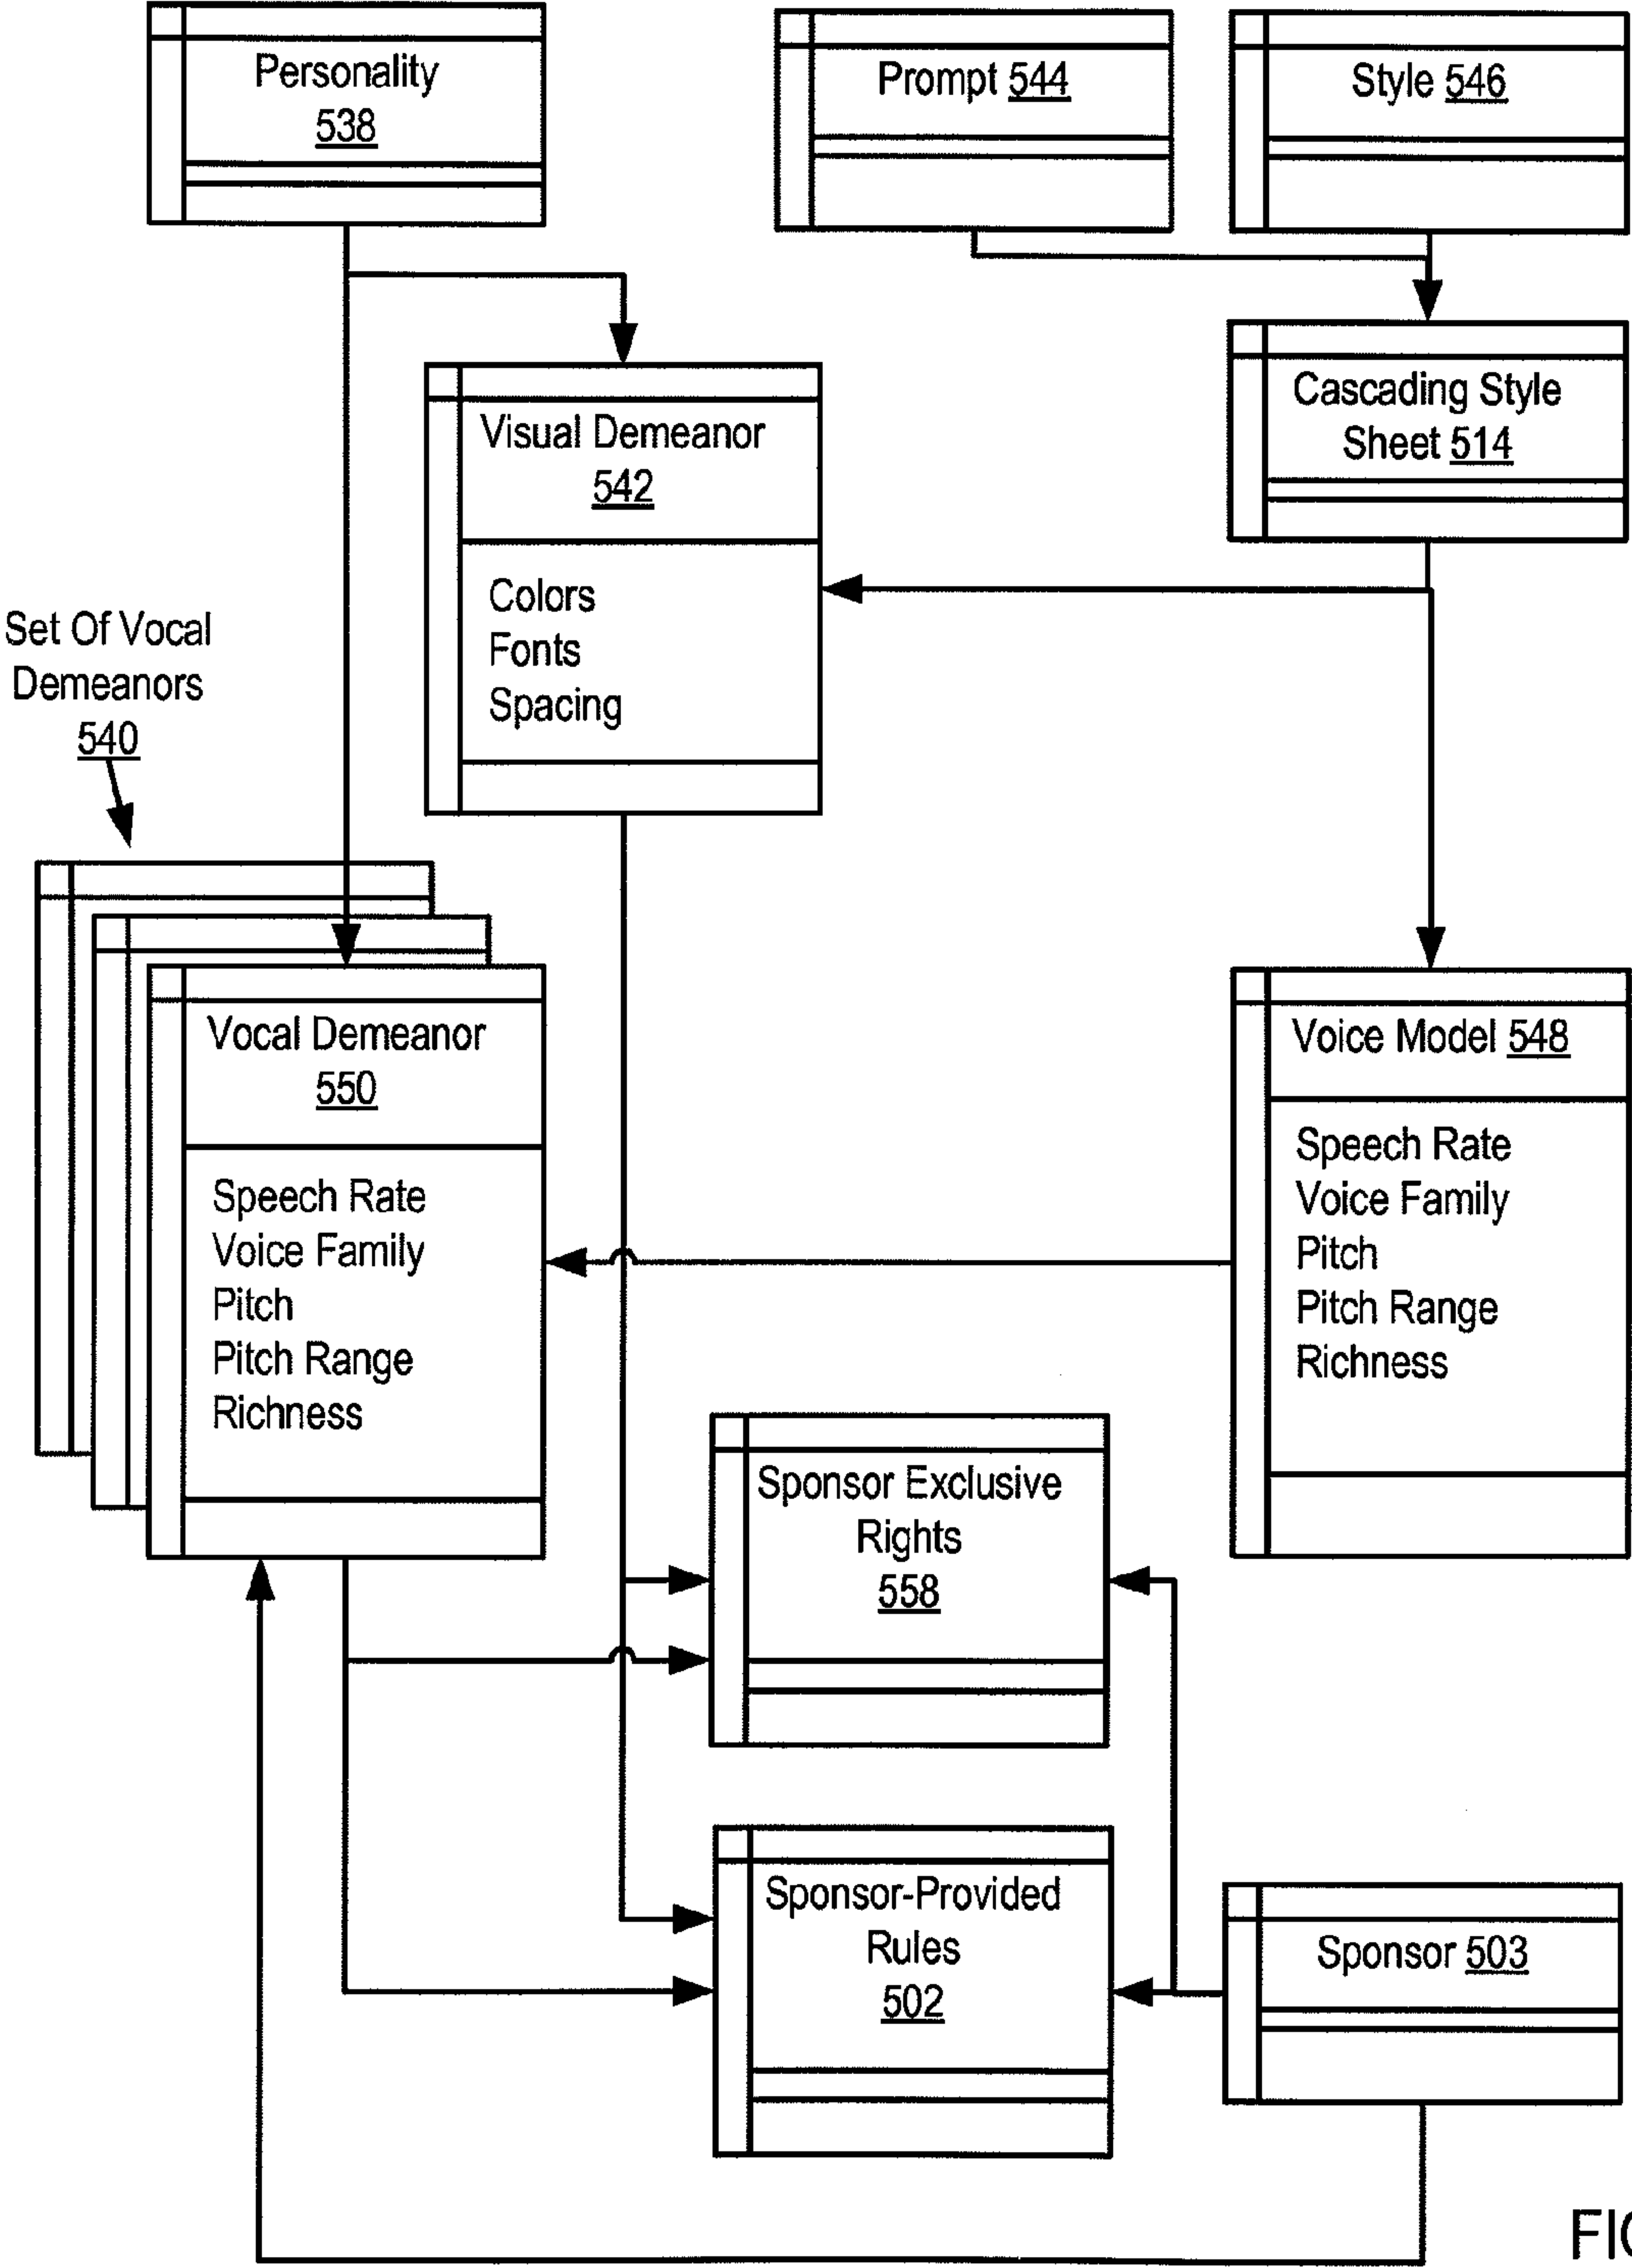 Personality
538
Prompt 544
Style 546
Visual Demeanor
542
Colors
Fonts
Spacing
Cascading Style
Sheet 514
Set Of Vocal
Demeanors
540
Vocal Demeanor
550
Speech Rate
Voice Family
Pitch
Pitch Range
Richness
Voice Model 548
Speech Rate
Voice Family
Pitch
Pitch Range
Richness
Sponsor Exclusive
Rights
558
Sponsor-Provided
Rules
502
Sponsor 503